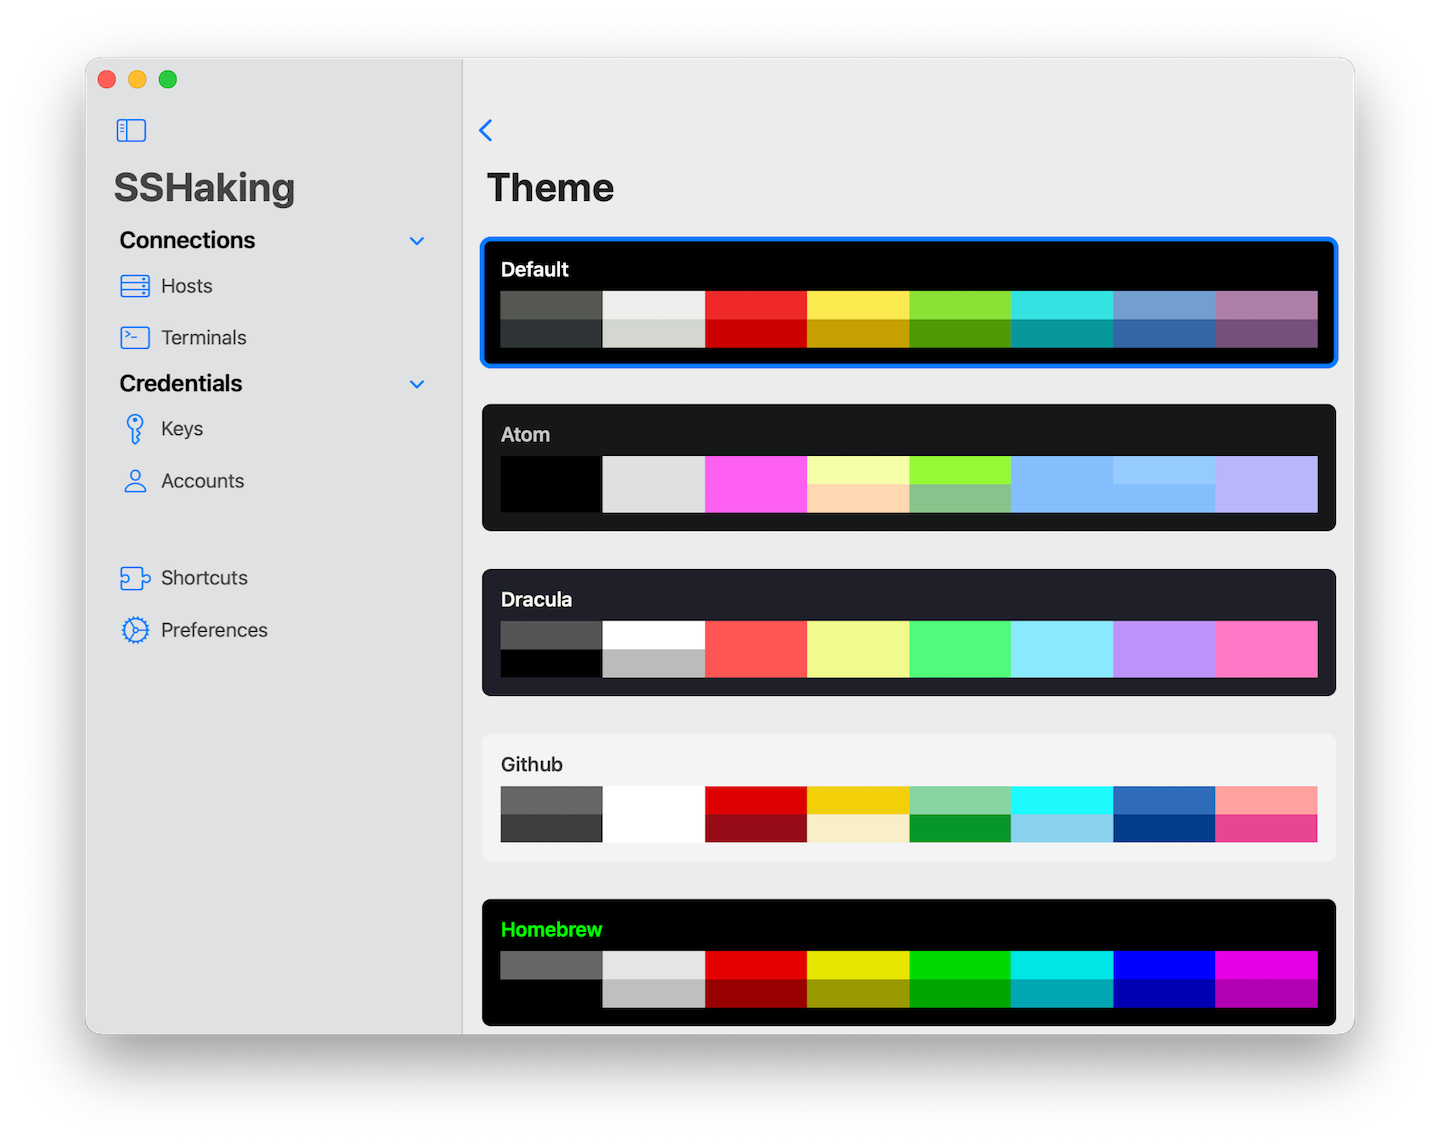 SSHaking
Connections
Hosts
Terminals
Credentials
Keys
Accounts
Shortcuts
Preferences
Theme
Default
Atom
Dracula
Github
Homebrew